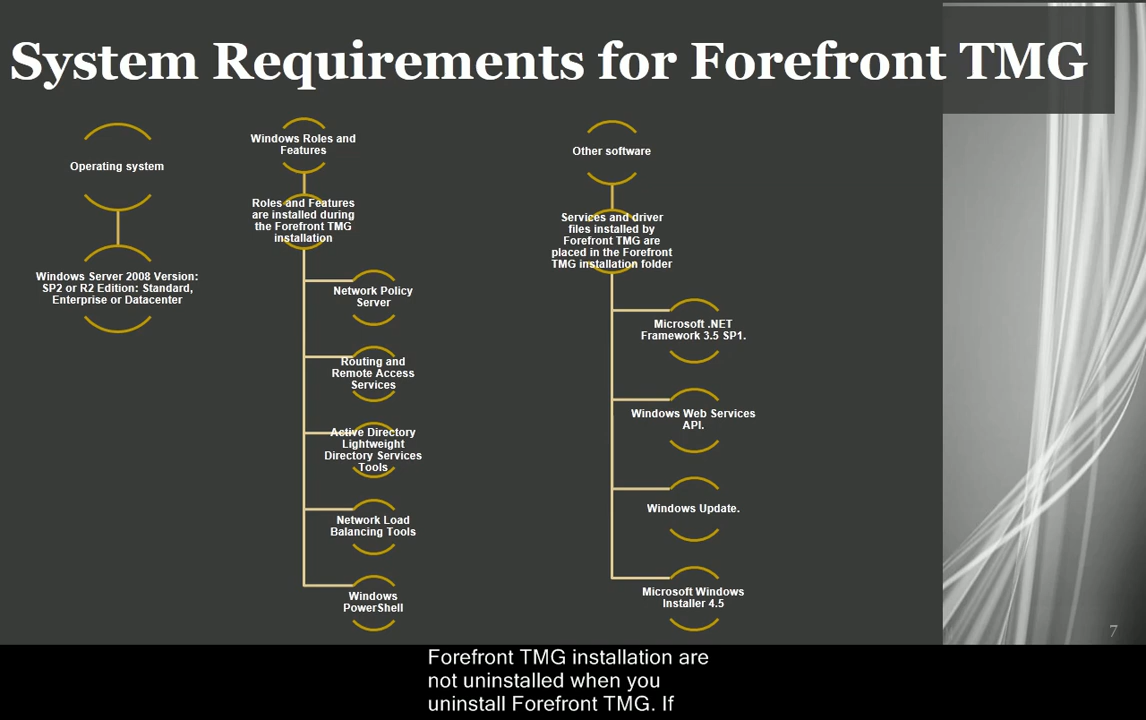 System Requirements for Forefront TMG
Operating system
Windows Server 2008 Version:
SP2 or R2 Edition: Standard,
Enterprise or Datacenter
Windows Roles and
Features
Roles and Features
are installed during
the Forefront TMG
installation
Network Policy
Server
Routing and
Remote Access
Services
Active Directory
Lightweight
Directory Services
Tools
Network Load
Balancing Tools
Windows
PowerShell
Other software
Services and driver
files installed by
Forefront TMG are
placed in the Forefront
TMG installation folder
Microsoft .NET
Framework 3.5 SP1.
Windows Web Services
API.
Windows Update.
Microsoft Windows
Installer 4.5
7
Forefront TMG installation are
not uninstalled when you
uninstall Forefront TMG. If